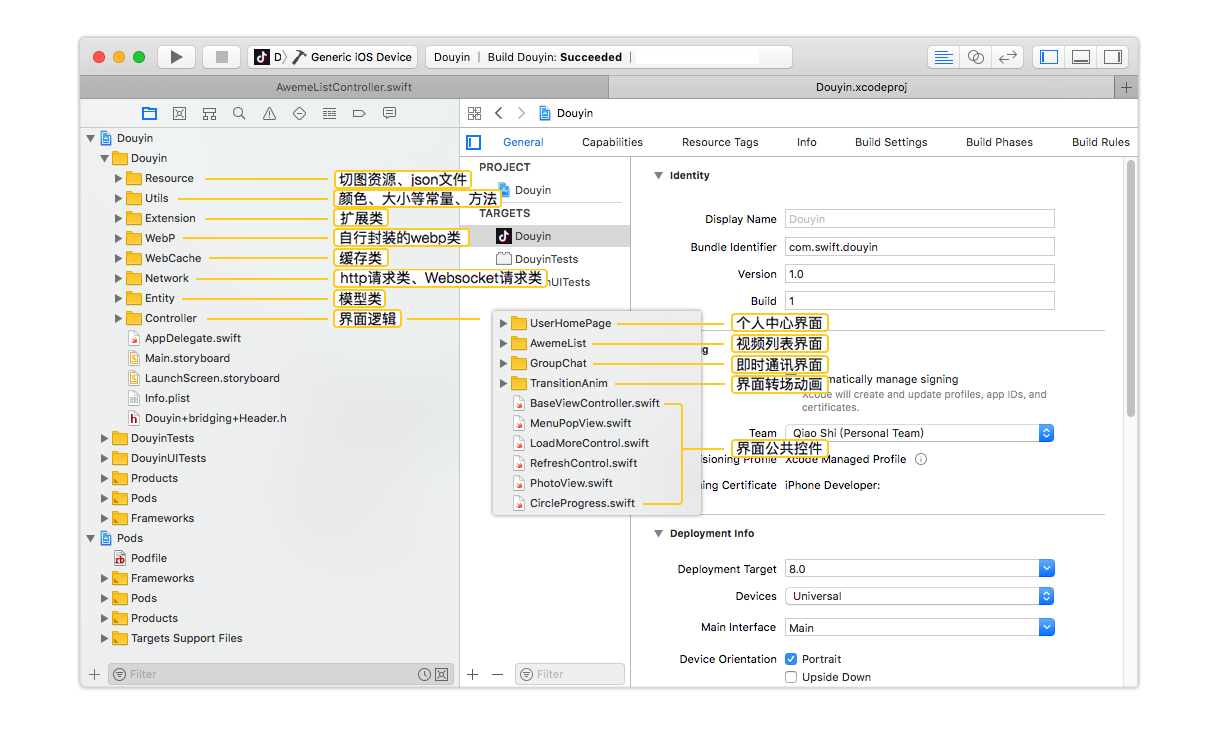 D〉 Generic iOS Device
Douyin | Build Douyin: Succeeded |
AwemeListController.swift
Douyin.xcodeproj
Douyin
General Capabilities Resource Tags Info Build Settings Build Phases Build Rules
Douyin
Douyin
Resource 切图资源、json文件
Utils 颜色、大小等常量、方法
Extension 扩展类
WebP 自行封装的webp类
WebCache 缓存类
Network http请求类、Websocket请求类
Entity 模型类
Controller 界面逻辑
AppDelegate.swift
Main.storyboard
LaunchScreen.storyboard
Info.plist
Douyin+bridging+Header.h
DouyinTests
DouyinUITests
Products
Pods
Frameworks
Pods
Podfile
Frameworks
Pods
Products
Targets Support Files
Filter
PROJECT
Douyin
TARGETS
Douyin
DouyinTests
UITests
UserHomePage 个人中心界面
AwemeList 视频列表界面
GroupChat 即时通讯界面
TransitionAnim 界面转场动画
BaseViewController.swift
MenuPopView.swift
LoadMoreControl.swift
界面公共控件
RefreshControl.swift
PhotoView.swift
CircleProgress.swift
Filter
Identity
Display Name Douyin
Bundle Identifier com.swift.douyin
Version 1.0
Build 1
matically manage signing
Xcode will create and update profiles, app IDs, and
certificates.
Team Qiao Shi (Personal Team)
sioning Profile Xcode Managed Profile
ng Certificate iPhone Developer:
Deployment Info
Deployment Target 8.0
Devices Universal
Main Interface Main
Device Orientation Portrait
Upside Down